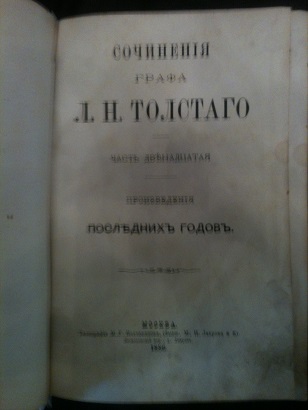 СОЧИНЕНІЯ
ГРАФА
Л. Н. ТОЛСТАГО
ЧАСТЬ ДВѢНАДЦАТАЯ
ПРОИЗВЕДЕНІЯ
ПОСЛѢДНИХЪ ГОДОВЪ.
МОСКВА.